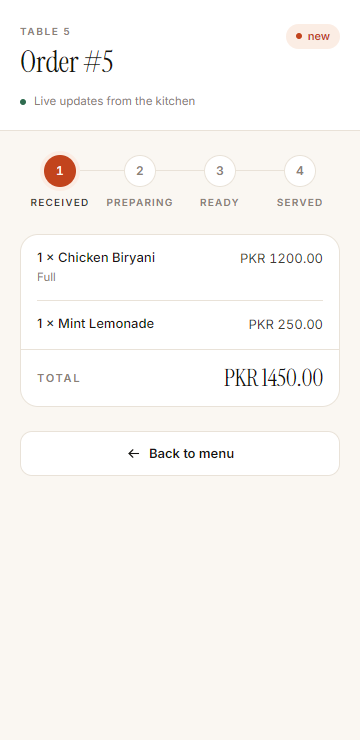 TABLE 5
new
Order #5
Live updates from the kitchen
1 2 3 4
RECEIVED PREPARING READY SERVED
1 × Chicken Biryani PKR 1200.00
Full
1 × Mint Lemonade PKR 250.00
TOTAL PKR 1450.00
← Back to menu